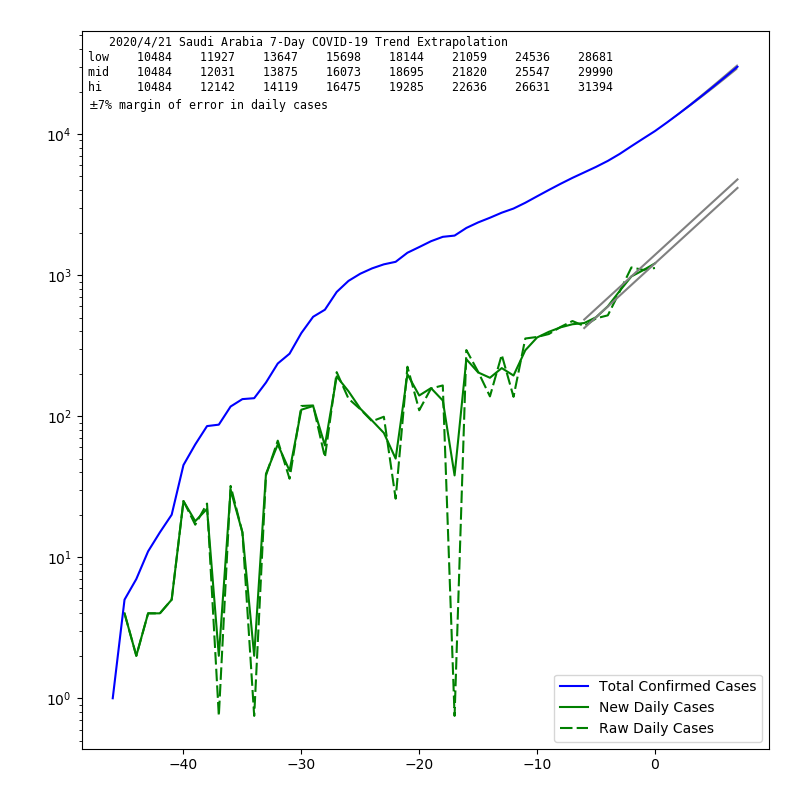 2020/4/21 Saudi Arabia 7-Day COVID-19 Trend Extrapolation
low 10484 11927 13647 15698 18144 21059 24536 28681
mid 10484 12031 13875 16073 18695 21820 25547 29990
hi 10484 12142 14119 16475 19285 22636 26631 31394
±7% margin of error in daily cases
10⁴
10³
10²
10¹
10⁰
Total Confirmed Cases
New Daily Cases
Raw Daily Cases
−40 −30 −20 −10 0